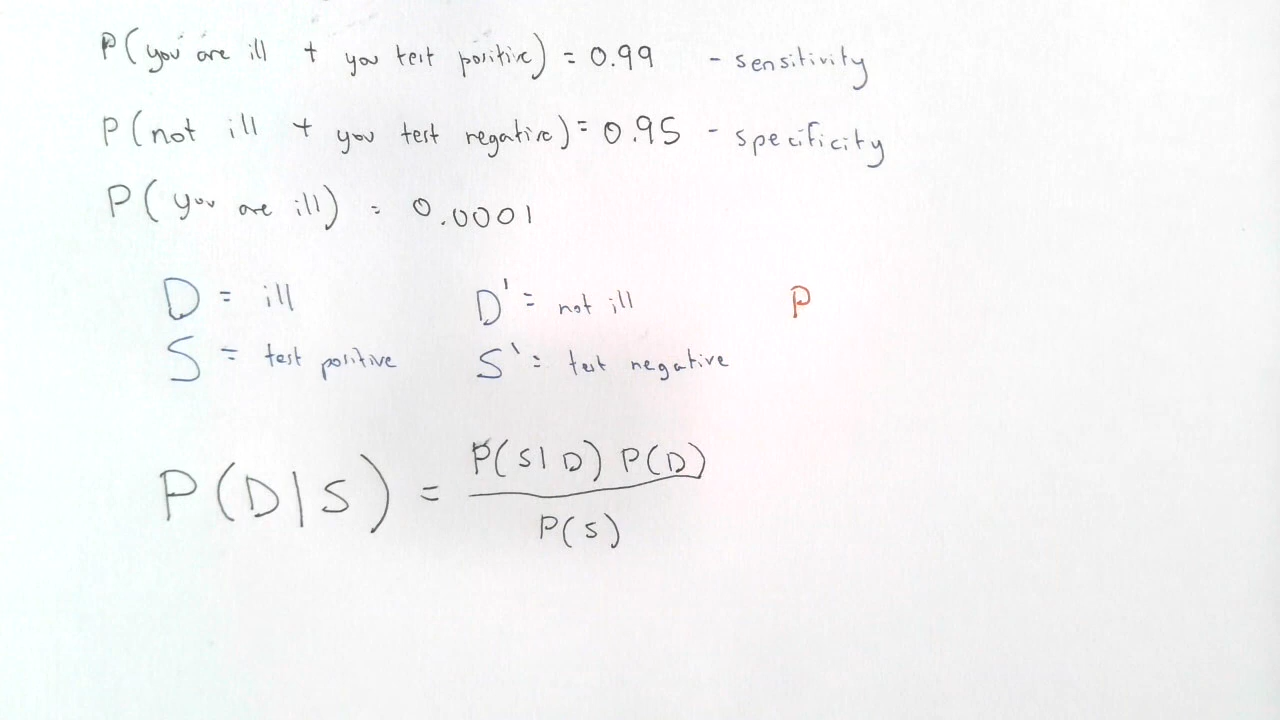 P(you are ill + you test positive) = 0.99 - sensitivity
P(not ill + you test negative) = 0.95 - specificity
P(you are ill) = 0.0001
D = ill D' = not ill P
S = test positive S' = test negative
P(D|S) = P(S|D) P(D)
P(S)